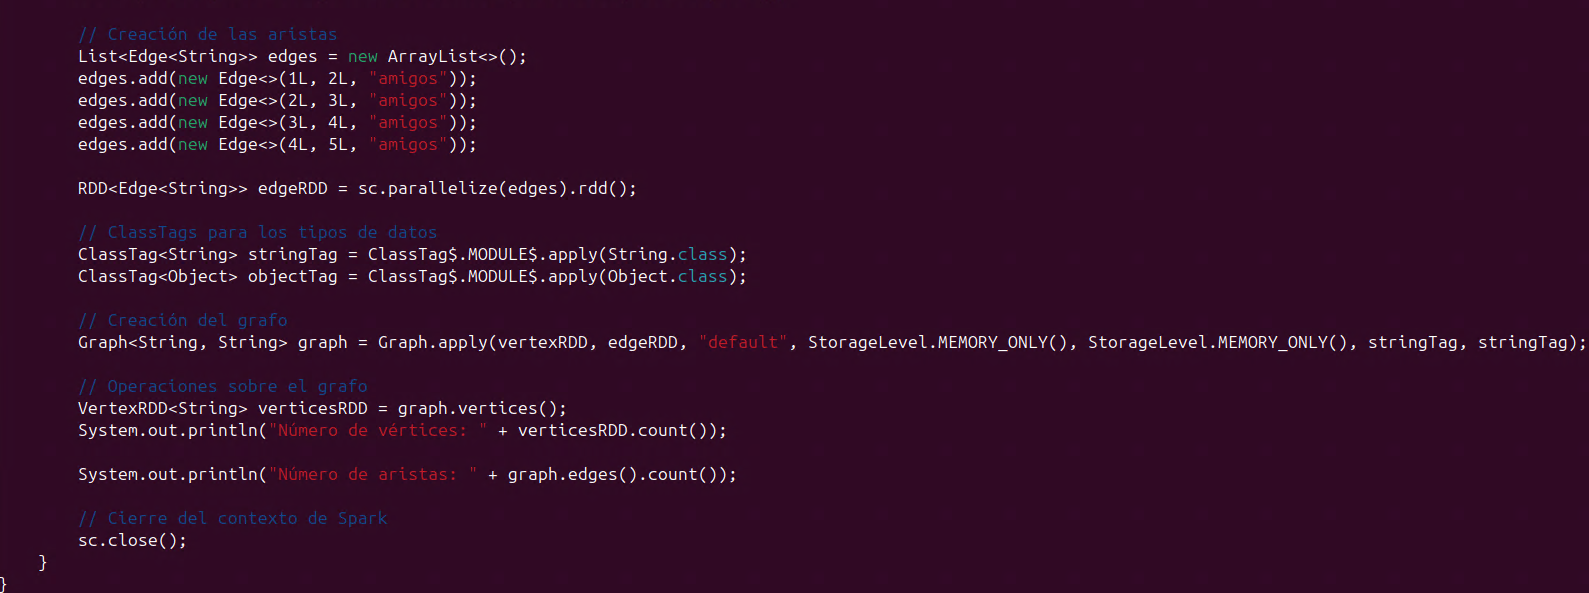 // Creación de las aristas
List<Edge<String>> edges = new ArrayList<>();
edges.add(new Edge<>(1L, 2L, "amigos"));
edges.add(new Edge<>(2L, 3L, "amigos"));
edges.add(new Edge<>(3L, 4L, "amigos"));
edges.add(new Edge<>(4L, 5L, "amigos"));
RDD<Edge<String>> edgeRDD = sc.parallelize(edges).rdd();
// ClassTags para los tipos de datos
ClassTag<String> stringTag = ClassTag$.MODULE$.apply(String.class);
ClassTag<Object> objectTag = ClassTag$.MODULE$.apply(Object.class);
// Creación del grafo
Graph<String, String> graph = Graph.apply(vertexRDD, edgeRDD, "default", StorageLevel.MEMORY_ONLY(), StorageLevel.MEMORY_ONLY(), stringTag, stringTag);
// Operaciones sobre el grafo
VertexRDD<String> verticesRDD = graph.vertices();
System.out.println("Número de vértices: " + verticesRDD.count());
System.out.println("Número de aristas: " + graph.edges().count());
// Cierre del contexto de Spark
sc.close();
}
}